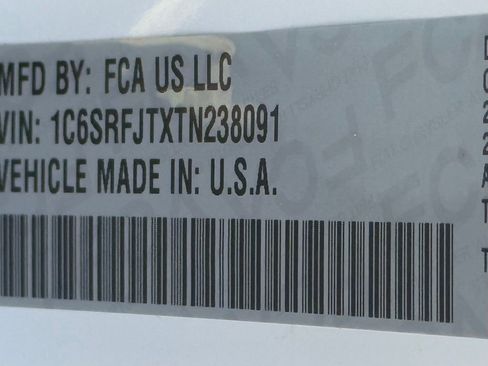 MFD BY: FCA US LLC
VIN: 1C6SRFJTXTN238091
VEHICLE MADE IN: U.S.A.